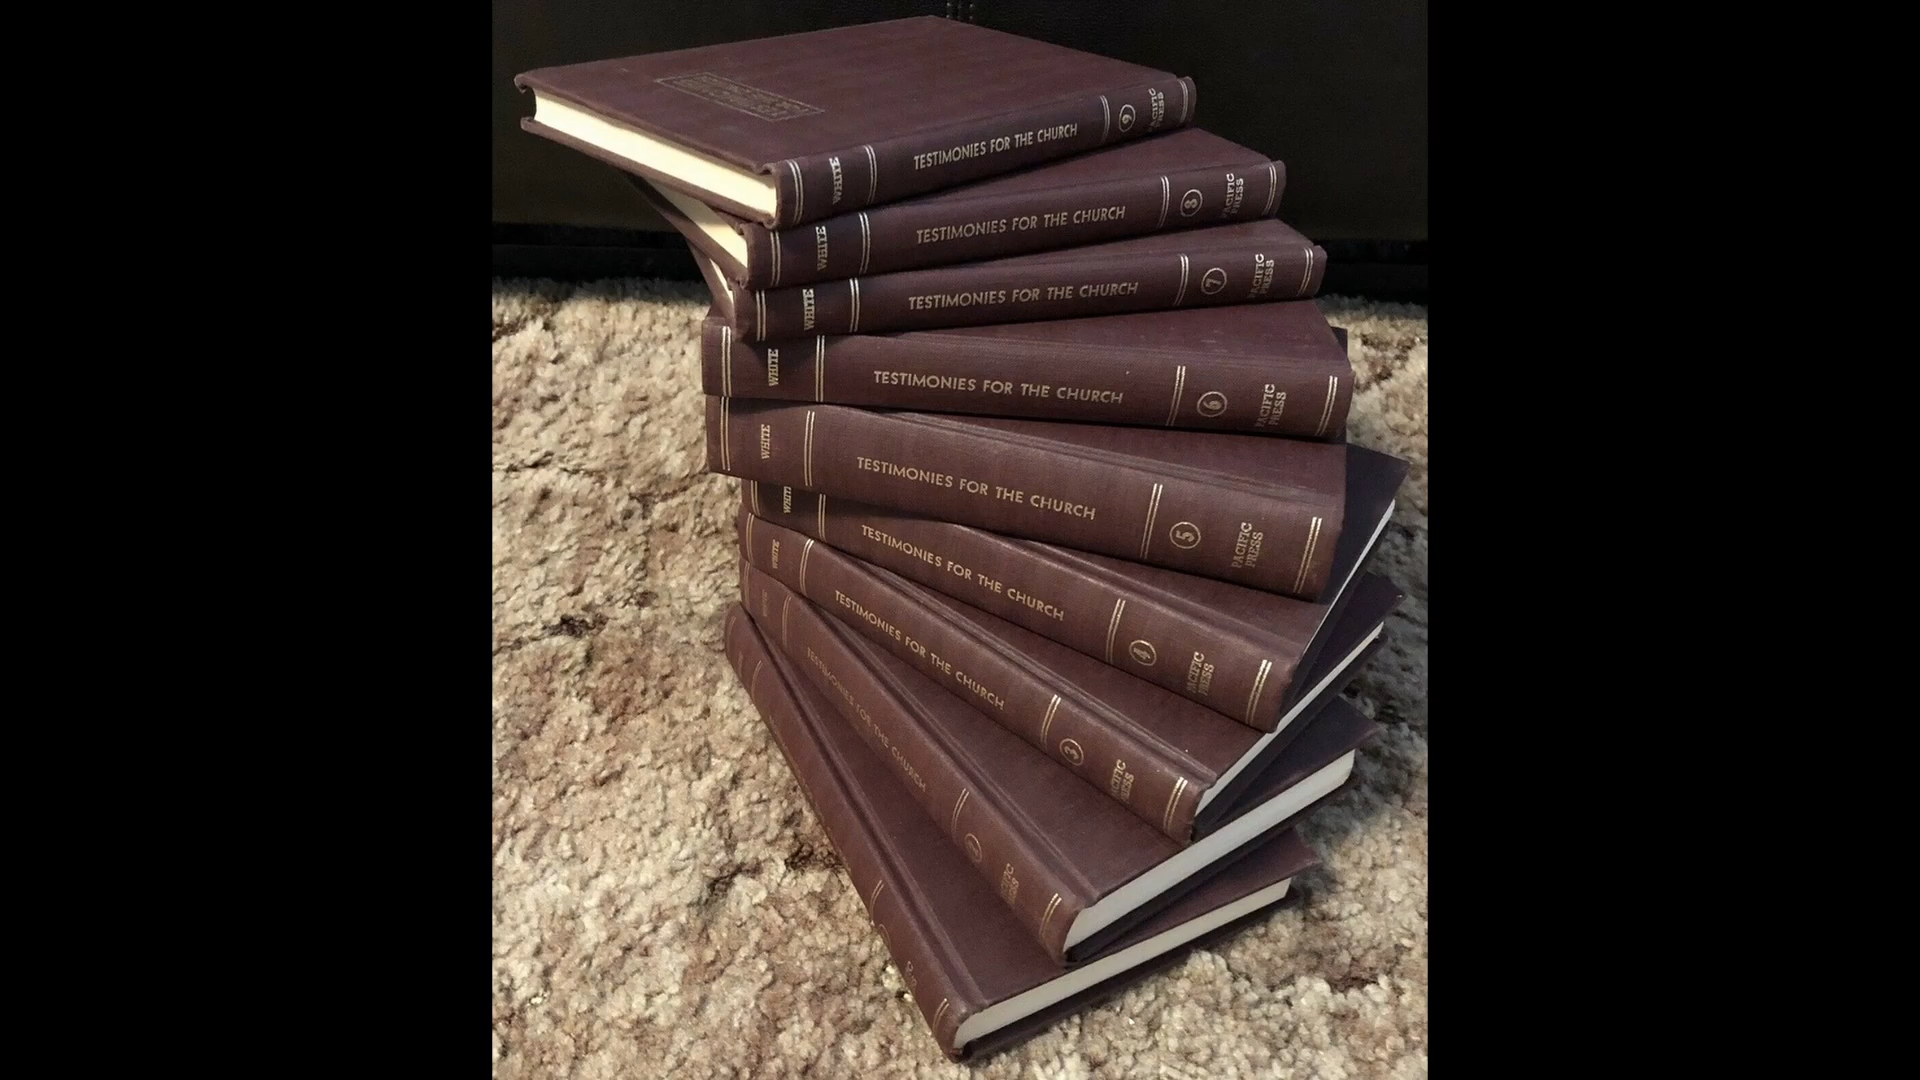 WHITE
TESTIMONIES FOR THE CHURCH
9
PACIFIC
PRESS
WHITE
TESTIMONIES FOR THE CHURCH
8
PACIFIC
PRESS
WHITE
TESTIMONIES FOR THE CHURCH
7
PACIFIC
PRESS
WHITE
TESTIMONIES FOR THE CHURCH
6
PACIFIC
PRESS
WHITE
TESTIMONIES FOR THE CHURCH
5
PACIFIC
PRESS
WHITE
TESTIMONIES FOR THE CHURCH
4
PACIFIC
PRESS
WHITE
TESTIMONIES FOR THE CHURCH
3
PACIFIC
PRESS
TESTIMONIES FOR THE CHURCH